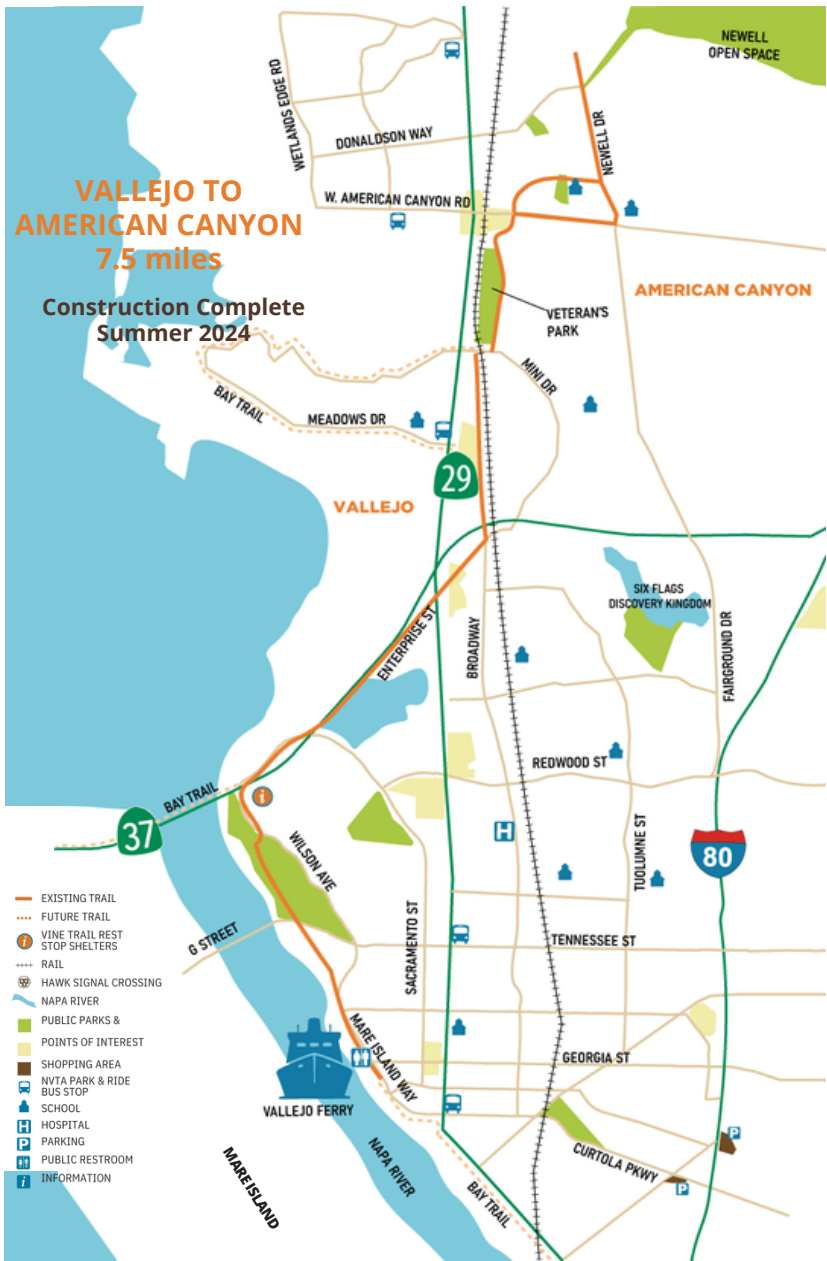 NEWELL
OPEN SPACE
WETLANDS EDGE RD
DONALDSON WAY
NEWELL DR
VALLEJO TO
AMERICAN CANYON
7.5 miles
W. AMERICAN CANYON RD
Construction Complete
Summer 2024
AMERICAN CANYON
VETERAN'S
PARK
MINI DR
BAY TRAIL
MEADOWS DR
29
VALLEJO
SIX FLAGS
DISCOVERY KINGDOM
ENTERPRISE ST
BROADWAY
FAIRGROUND DR
REDWOOD ST
BAY TRAIL
i
37
WILSON AVE
H
TUOLUMNE ST
80
EXISTING TRAIL
FUTURE TRAIL
i
VINE TRAIL REST
STOP SHELTERS
RAIL
HAWK SIGNAL CROSSING
NAPA RIVER
PUBLIC PARKS &
POINTS OF INTEREST
SHOPPING AREA
NVTA PARK & RIDE
BUS STOP
SCHOOL
H
HOSPITAL
P
PARKING
PUBLIC RESTROOM
i
INFORMATION
G STREET
SACRAMENTO ST
TENNESSEE ST
MARE ISLAND WAY
GEORGIA ST
VALLEJO FERRY
CURTOLA PKWY
P
P
NAPA RIVER
MARE ISLAND
BAY TRAIL